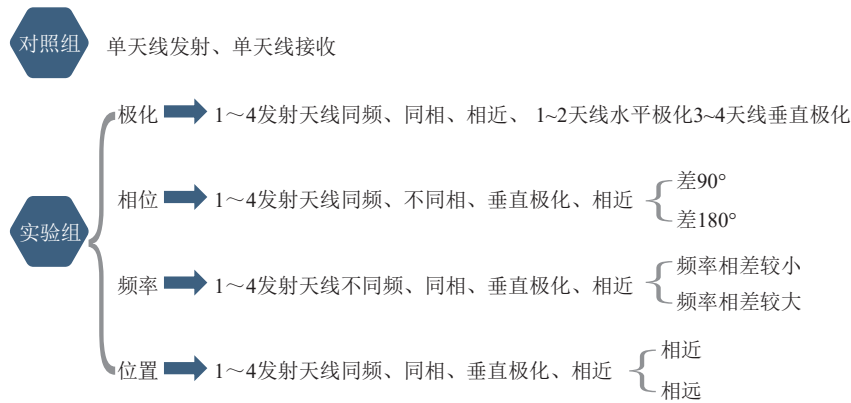 对照组 单天线发射、单天线接收
极化 1～4发射天线同频、同相、相近、 1~2天线水平极化3~4天线垂直极化
相位 1～4发射天线同频、不同相、垂直极化、相近
差90°
差180°
实验组
频率 1～4发射天线不同频、同相、垂直极化、相近
频率相差较小
频率相差较大
位置 1～4发射天线同频、同相、垂直极化、相近
相近
相远